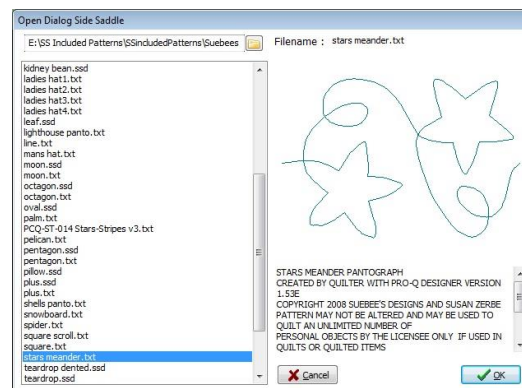 Open Dialog Side Saddle
E:\SS Included Patterns\SSincludedPatterns\Suebees
Filename : stars meander.txt
kidney bean.ssd
ladies hat1.txt
ladies hat2.txt
ladies hat3.txt
ladies hat4.txt
leaf.ssd
lighthouse panto.txt
line.txt
mans hat.txt
moon.ssd
moon.txt
octagon.ssd
octagon.txt
oval.ssd
palm.txt
PCQ-ST-014 Stars-Stripes v3.txt
pelican.txt
pentagon.ssd
pentagon.txt
pillow.ssd
plus.ssd
plus.txt
shells panto.txt
snowboard.txt
spider.txt
square scroll.txt
square.txt
stars meander.txt
teardrop dented.ssd
teardrop.ssd
STARS MEANDER PANTOGRAPH
CREATED BY QUILTER WITH PRO-Q DESIGNER VERSION
1.53E
COPYRIGHT 2008 SUEBEE'S DESIGNS AND SUSAN ZERBE
PATTERN MAY NOT BE ALTERED AND MAY BE USED TO
QUILT AN UNLIMITED NUMBER OF
PERSONAL OBJECTS BY THE LICENSEE ONLY IF USED IN
QUILTS OR QUILTED ITEMS
Cancel
OK